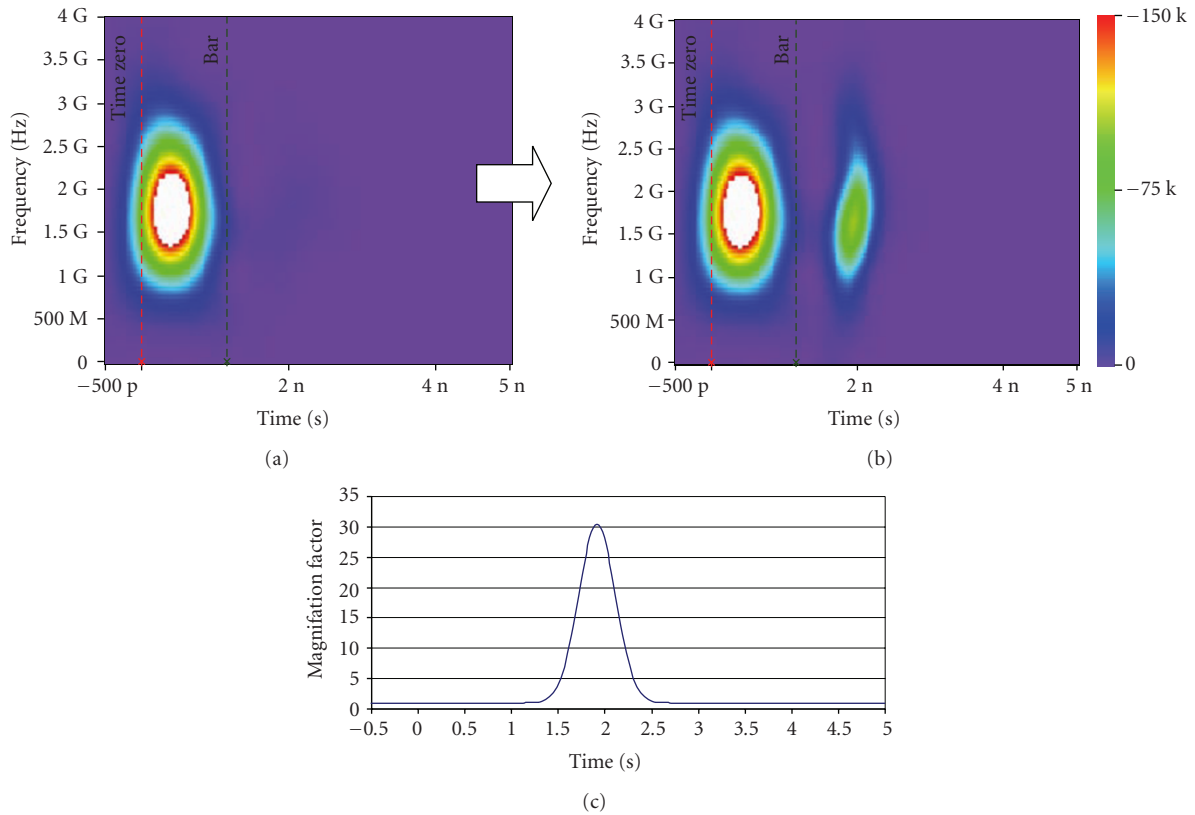 4 G
3.5 G
3 G
2.5 G
2 G
1.5 G
1 G
500 M
0
Frequency (Hz)
Time zero
Bar
−500 p
2 n
4 n
5 n
Time (s)
(a)
4 G
3.5 G
3 G
2.5 G
2 G
1.5 G
1 G
500 M
0
Frequency (Hz)
Time zero
Bar
−500 p
2 n
4 n
5 n
Time (s)
(b)
−150 k
−75 k
0
35
30
25
20
15
10
5
0
Magnifation factor
−0.5 0 0.5 1 1.5 2 2.5 3 3.5 4 4.5 5
Time (s)
(c)